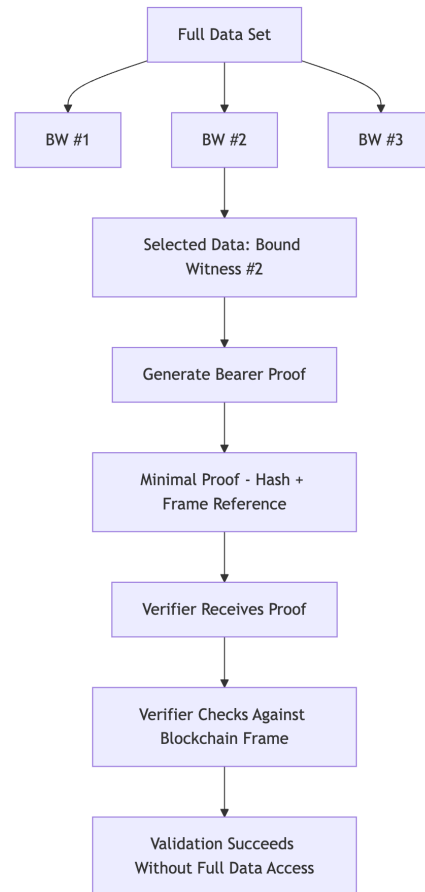 Full Data Set
BW #1
BW #2
BW #3
Selected Data: Bound
Witness #2
Generate Bearer Proof
Minimal Proof - Hash +
Frame Reference
Verifier Receives Proof
Verifier Checks Against
Blockchain Frame
Validation Succeeds
Without Full Data Access